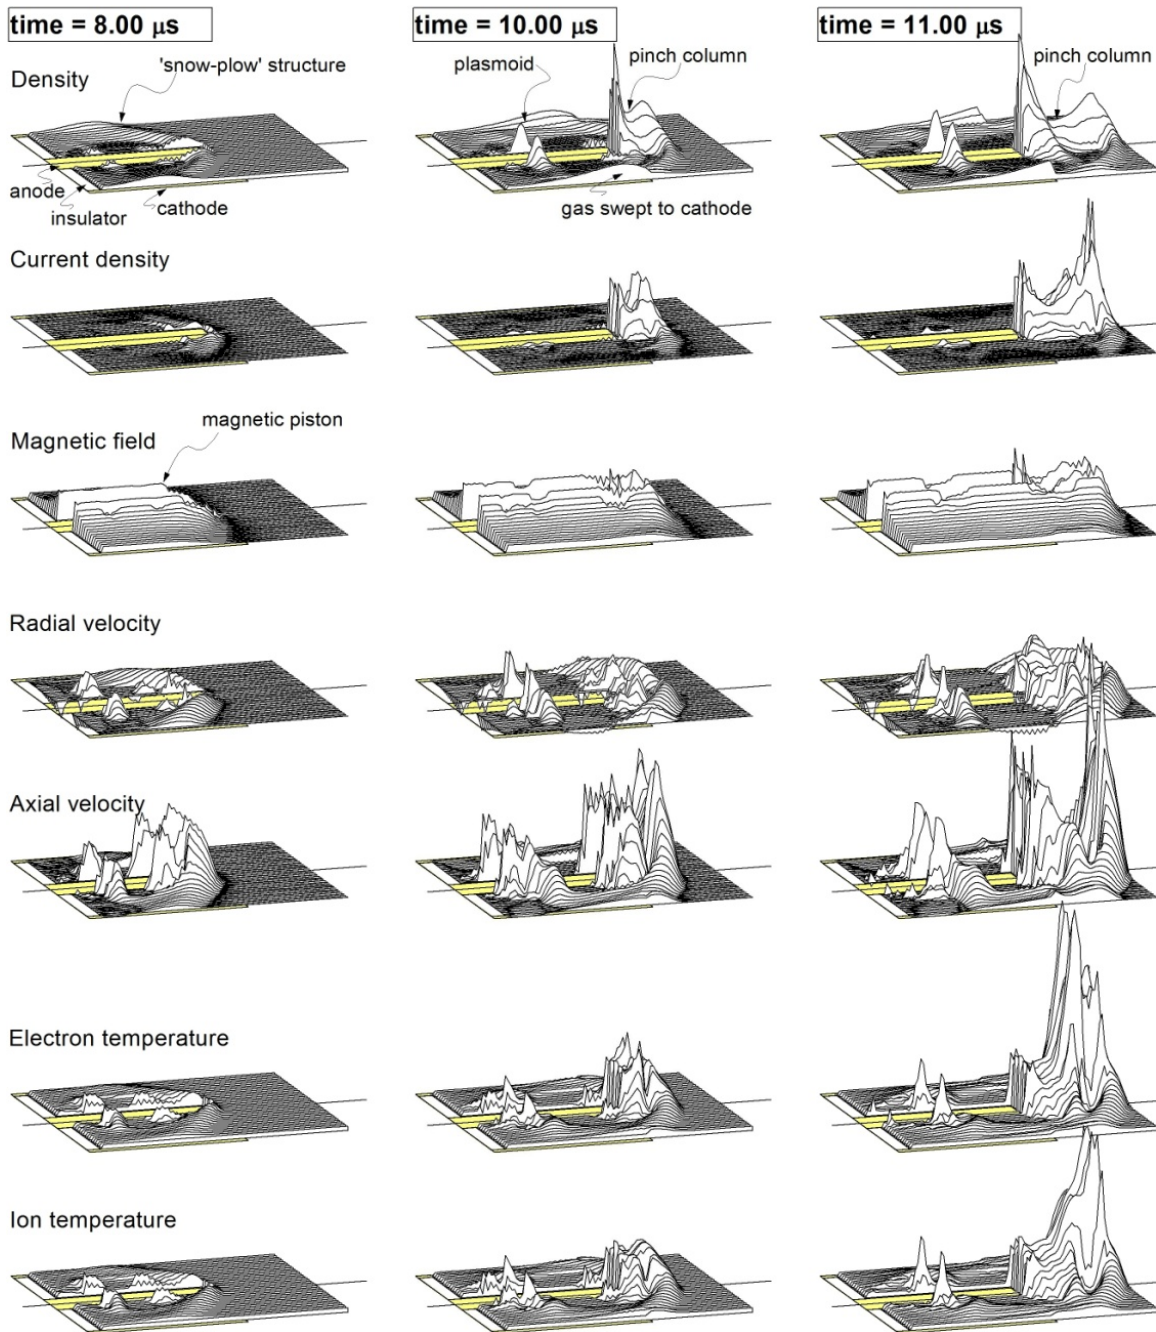 time = 8.00 μs
time = 10.00 μs
time = 11.00 μs
Density
'snow-plow' structure
plasmoid
pinch column
pinch column
anode
insulator
cathode
gas swept to cathode
Current density
Magnetic field
magnetic piston
Radial velocity
Axial velocity
Electron temperature
Ion temperature